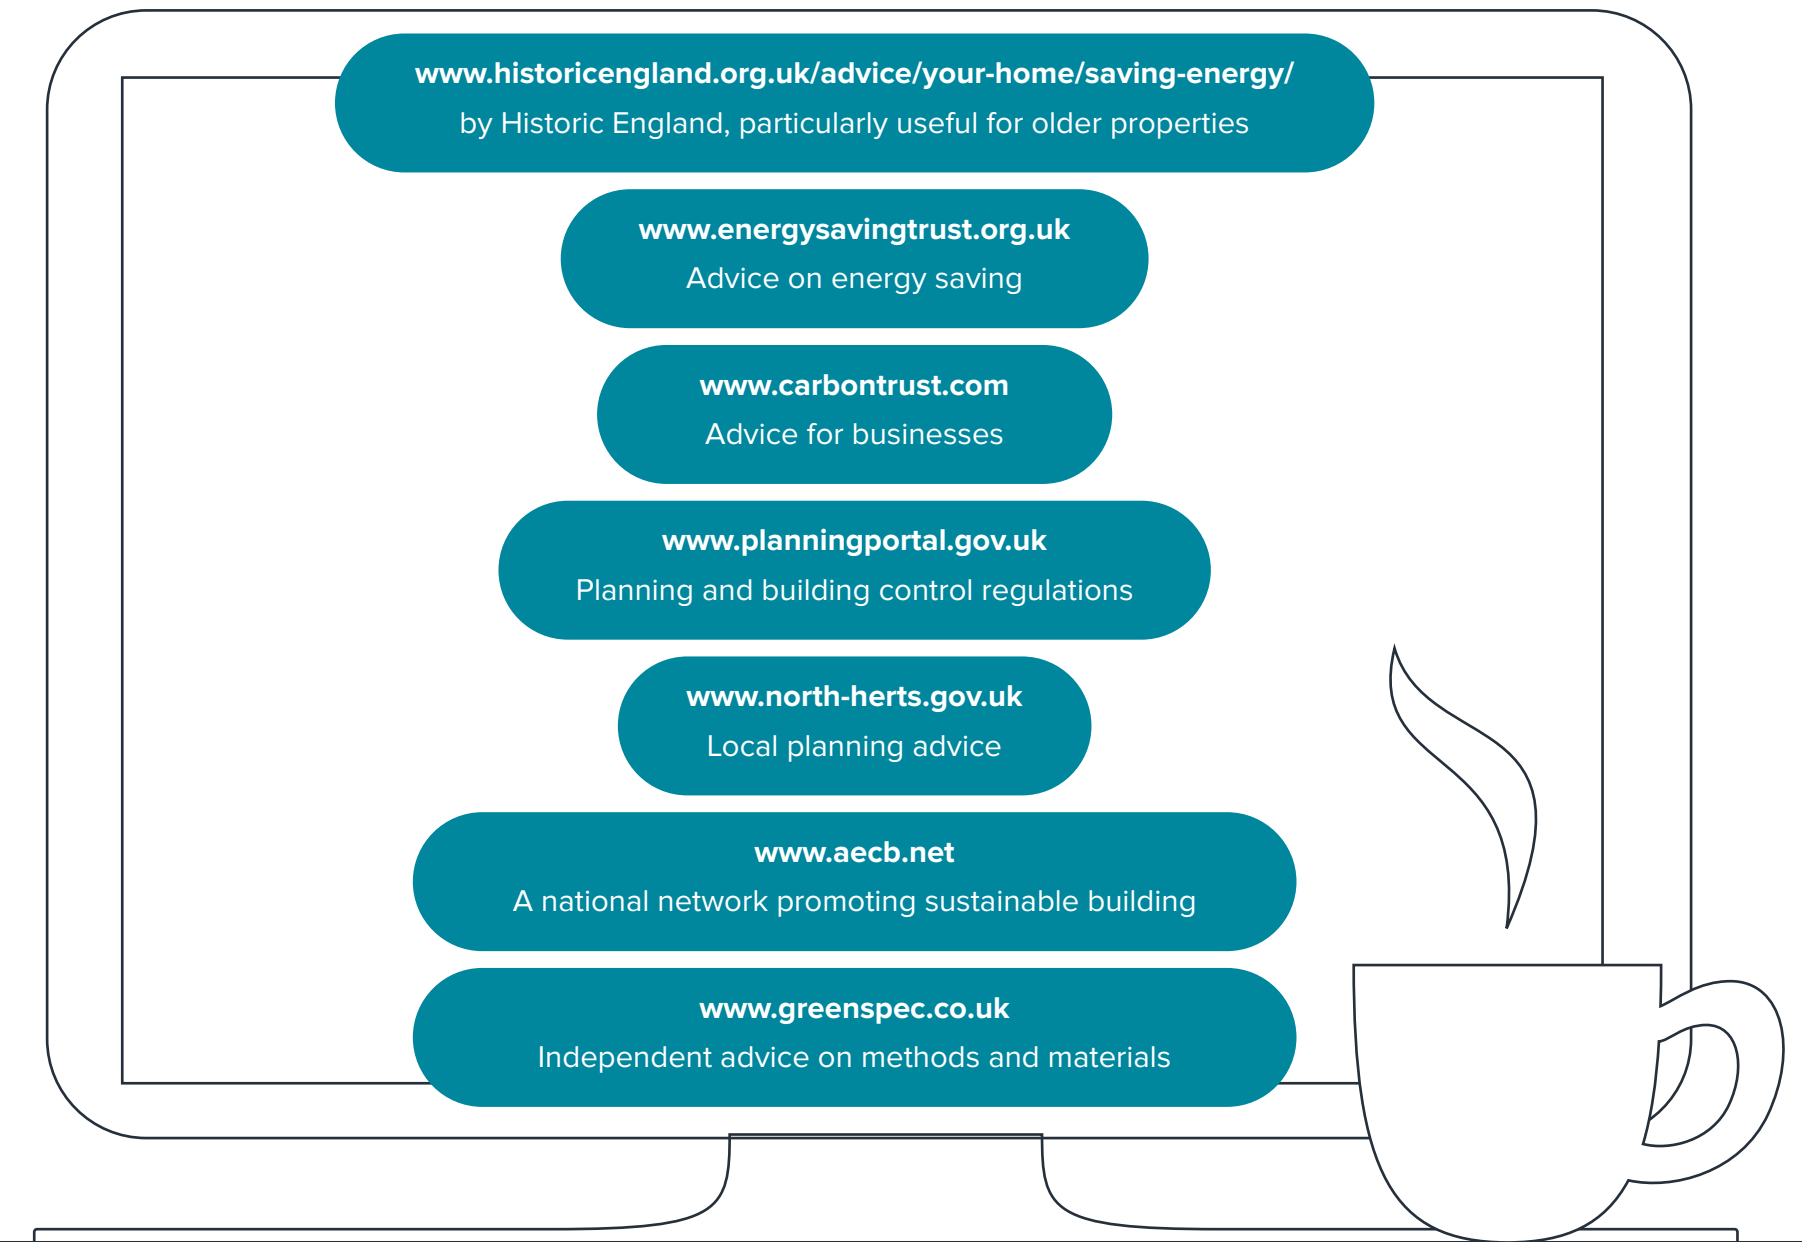 www.historicengland.org.uk/advice/your-home/saving-energy/
by Historic England, particularly useful for older properties
www.energysavingtrust.org.uk
Advice on energy saving
www.carbontrust.com
Advice for businesses
www.planningportal.gov.uk
Planning and building control regulations
www.north-herts.gov.uk
Local planning advice
www.aecb.net
A national network promoting sustainable building
www.greenspec.co.uk
Independent advice on methods and materials